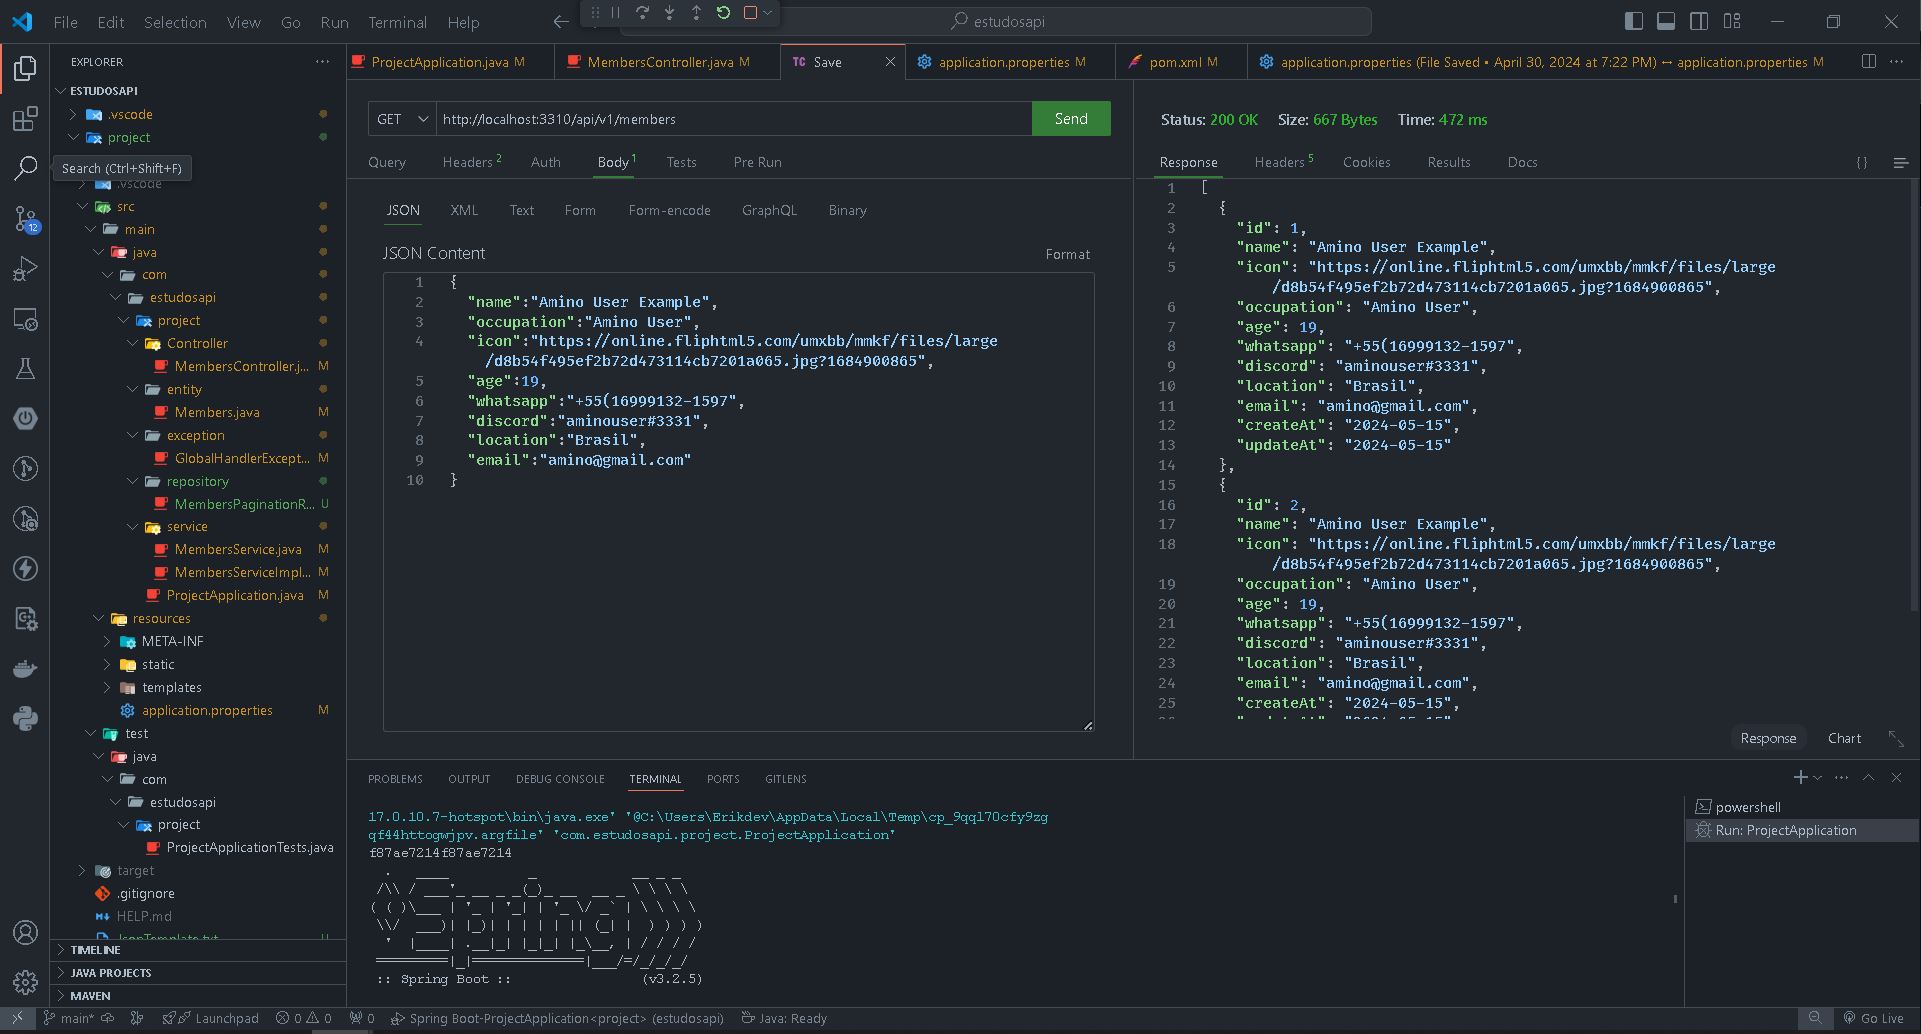 File Edit Selection View Go Run Terminal Help
estudosapi
EXPLORER
ESTUDOSAPI
.vscode
project
Search (Ctrl+Shift+F)
.vscode
src
main
java
com
estudosapi
project
Controller
MembersController.j... M
entity
Members.java M
exception
GlobalHandlerExcept... M
repository
MembersPaginationR... U
service
MembersService.java M
MembersServiceImpl... M
ProjectApplication.java M
resources
META-INF
static
templates
application.properties M
test
java
com
estudosapi
project
ProjectApplicationTests.java
target
.gitignore
HELP.md
JsonTemplate.txt U
TIMELINE
JAVA PROJECTS
MAVEN
12
ProjectApplication.java M
MembersController.java M
TC Save
application.properties M
pom.xml M
application.properties (File Saved • April 30, 2024 at 7:22 PM) ↔ application.properties M
GET http://localhost:3310/api/v1/members Send
Query Headers 2 Auth Body 1 Tests Pre Run
JSON XML Text Form Form-encode GraphQL Binary
JSON Content Format
1 {
2 "name":"Amino User Example",
3 "occupation":"Amino User",
4 "icon":"https://online.fliphtml5.com/umxbb/mmkf/files/large
/d8b54f495ef2b72d473114cb7201a065.jpg?1684900865",
5 "age":19,
6 "whatsapp":"+55(16999132-1597",
7 "discord":"aminouser#3331",
8 "location":"Brasil",
9 "email":"amino@gmail.com"
10 }
Status: 200 OK Size: 667 Bytes Time: 472 ms
Response Headers 5 Cookies Results Docs {}
1 [
2 {
3 "id": 1,
4 "name": "Amino User Example",
5 "icon": "https://online.fliphtml5.com/umxbb/mmkf/files/large
/d8b54f495ef2b72d473114cb7201a065.jpg?1684900865",
6 "occupation": "Amino User",
7 "age": 19,
8 "whatsapp": "+55(16999132-1597",
9 "discord": "aminouser#3331",
10 "location": "Brasil",
11 "email": "amino@gmail.com",
12 "createAt": "2024-05-15",
13 "updateAt": "2024-05-15"
14 },
15 {
16 "id": 2,
17 "name": "Amino User Example",
18 "icon": "https://online.fliphtml5.com/umxbb/mmkf/files/large
/d8b54f495ef2b72d473114cb7201a065.jpg?1684900865",
19 "occupation": "Amino User",
20 "age": 19,
21 "whatsapp": "+55(16999132-1597",
22 "discord": "aminouser#3331",
23 "location": "Brasil",
24 "email": "amino@gmail.com",
25 "createAt": "2024-05-15",
Response Chart
PROBLEMS OUTPUT DEBUG CONSOLE TERMINAL PORTS GITLENS
17.0.10.7-hotspot\bin\java.exe' '@C:\Users\Erikdev\AppData\Local\Temp\cp_9qql70cfy9zg
qf44httogwjpv.argfile' 'com.estudosapi.project.ProjectApplication'
f87ae7214f87ae7214
:: Spring Boot :: (v3.2.5)
powershell
Run: ProjectApplication
main* Launchpad 0 0 0 Spring Boot-ProjectApplication<project> (estudosapi) Java: Ready Go Live